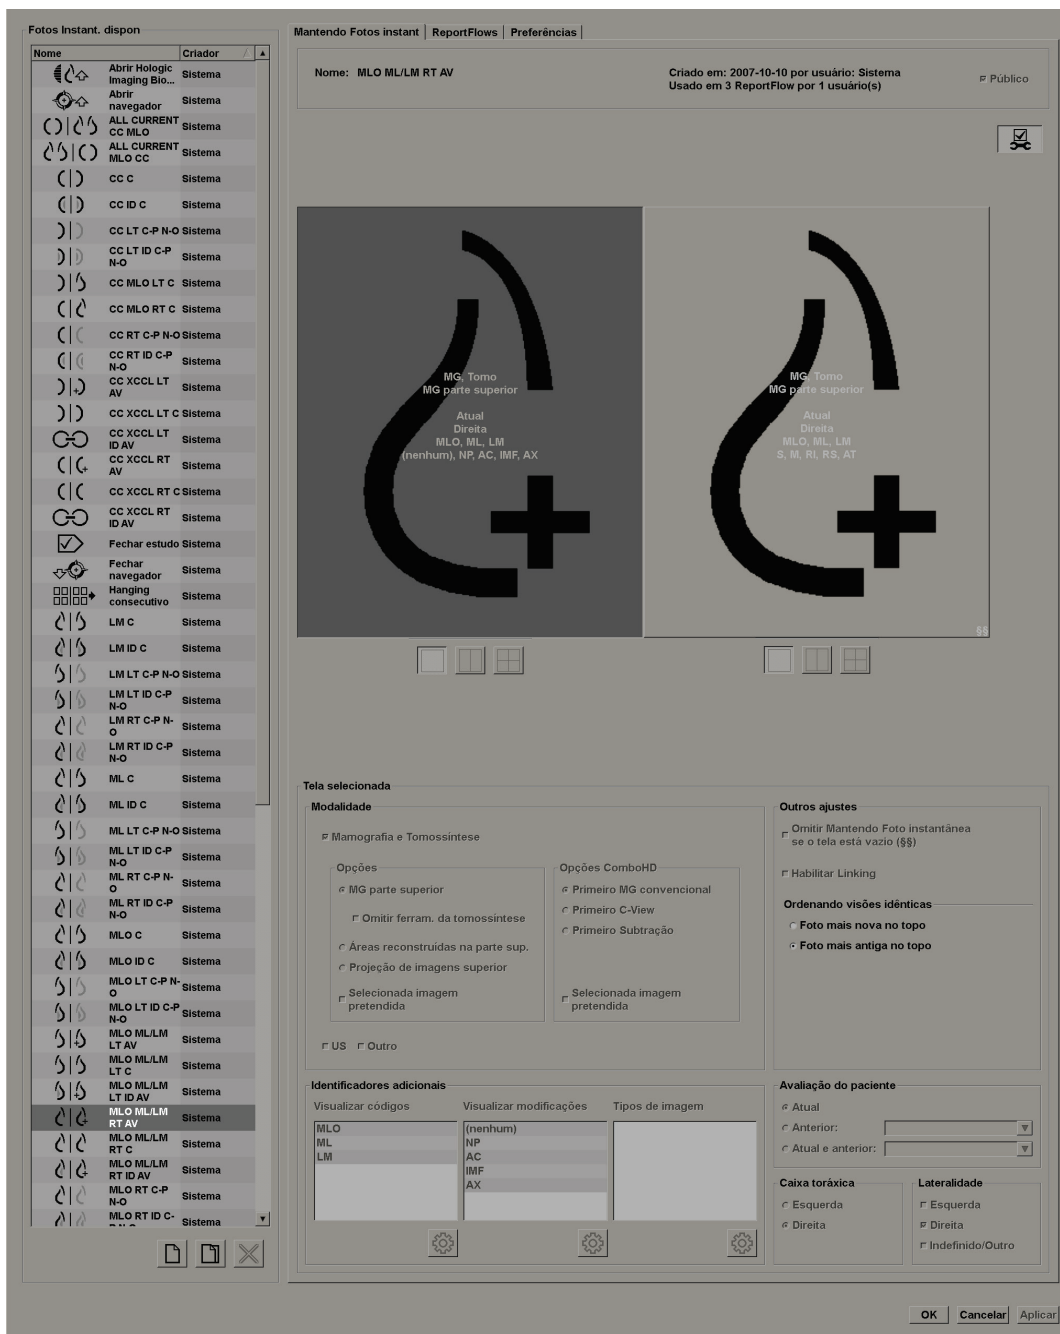 Fotos Instant. dispon
Nome Criador
Abrir Hologic
Imaging Bio... Sistema
Abrir
navegador Sistema
ALL CURRENT
CC MLO Sistema
ALL CURRENT
MLO CC Sistema
CC C Sistema
CC ID C Sistema
CC LT C-P N-O Sistema
CC LT ID C-P
N-O Sistema
CC MLO LT C Sistema
CC MLO RT C Sistema
CC RT C-P N-O Sistema
CC RT ID C-P
N-O Sistema
CC XCCL LT
AV Sistema
CC XCCL LT C Sistema
CC XCCL LT
ID AV Sistema
CC XCCL RT
AV Sistema
CC XCCL RT C Sistema
CC XCCL RT
ID AV Sistema
Fechar estudo Sistema
Fechar
navegador Sistema
Hanging
consecutivo Sistema
LM C Sistema
LM ID C Sistema
LM LT C-P N-O Sistema
LM LT ID C-P
N-O Sistema
LM RT C-P N-
O Sistema
LM RT ID C-P
N-O Sistema
ML C Sistema
ML ID C Sistema
ML LT C-P N-O Sistema
ML LT ID C-P
N-O Sistema
ML RT C-P N-
O Sistema
ML RT ID C-P
N-O Sistema
MLO C Sistema
MLO ID C Sistema
MLO LT C-P N-
O Sistema
MLO LT ID C-P
N-O Sistema
MLO ML/LM
LT AV Sistema
MLO ML/LM
LT C Sistema
MLO ML/LM
LT ID AV Sistema
MLO ML/LM
RT AV Sistema
MLO ML/LM
RT C Sistema
MLO ML/LM
RT ID AV Sistema
MLO RT C-P
N-O Sistema
MLO RT ID C-
Sistema
Mantendo Fotos instant ReportFlows Preferências
Nome: MLO ML/LM RT AV
Criado em: 2007-10-10 por usuário: Sistema
Usado em 3 ReportFlow por 1 usuário(s)
Público
MG, Tomo
MG parte superior
Atual
Direita
MLO, ML, LM
(nenhum), NP, AC, IMF, AX
MG, Tomo
MG parte superior
Atual
Direita
MLO, ML, LM
S, M, RI, RS, AT
§§
Tela selecionada
Modalidade
Mamografia e Tomossíntese
Opções
MG parte superior
Omitir ferram. da tomossíntese
Áreas reconstruídas na parte sup.
Projeção de imagens superior
Selecionada imagem
pretendida
Opções ComboHD
Primeiro MG convencional
Primeiro C-View
Primeiro Subtração
Selecionada imagem
pretendida
US Outro
Outros ajustes
Omitir Mantendo Foto instantânea
se o tela está vazio (§§)
Habilitar Linking
Ordenando visões idênticas
Foto mais nova no topo
Foto mais antiga no topo
Identificadores adicionais
Visualizar códigos Visualizar modificações Tipos de imagem
MLO
ML
LM
(nenhum)
NP
AC
IMF
AX
Avaliação do paciente
Atual
Anterior:
Atual e anterior:
Caixa toráxica
Esquerda
Direita
Lateralidade
Esquerda
Direita
Indefinido/Outro
OK Cancelar Aplicar